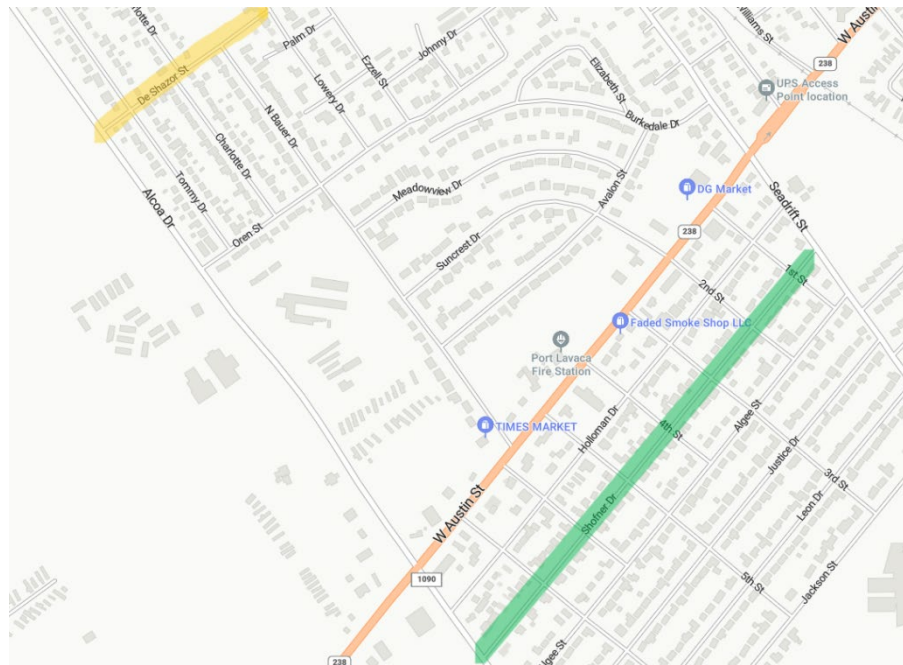 Charlotte Dr
Palm Dr
Ezzell St
Johnny Dr
Williams St
W Austin St
238
De Shazor St
Lowery Dr
N Bauer Dr
Elizabeth St
UPS Access
Point location
Burkedale Dr
Charlotte Dr
Tommy Dr
Alcoa Dr
Meadowview Dr
Avalon St
DG Market
Seadrift St
Oren St
Suncrest Dr
238
1st St
2nd St
Faded Smoke Shop LLC
Port Lavaca
Fire Station
TIMES MARKET
Holloman Dr
4th St
Algee St
Justice Dr
3rd St
Leon Dr
W Austin St
Shofner Dr
1090
5th St
Jackson St
Algee St
238